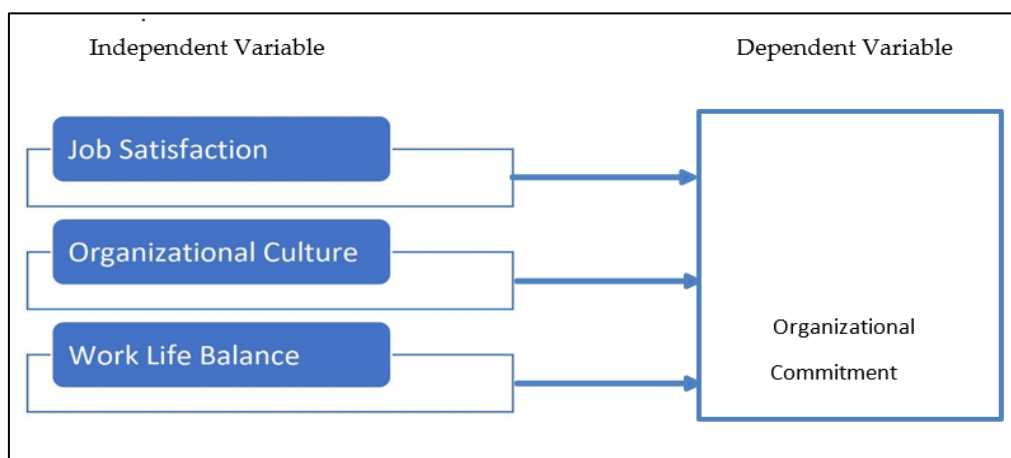 Independent Variable
Dependent Variable
Job Satisfaction
Organizational Culture
Work Life Balance
Organizational
Commitment